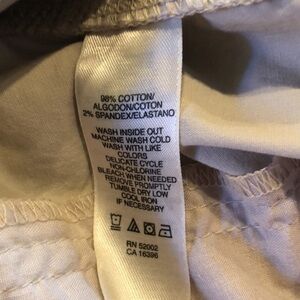 98% COTTON/
ALGODON/COTON
2% SPANDEX/ELASTANO
WASH INSIDE OUT
MACHINE WASH COLD
WASH WITH LIKE
COLORS
DELICATE CYCLE
NON-CHLORINE
BLEACH WHEN NEEDED
REMOVE PROMPTLY
TUMBLE DRY LOW
COOL IRON
IF NECESSARY
RN 52002
CA 16396